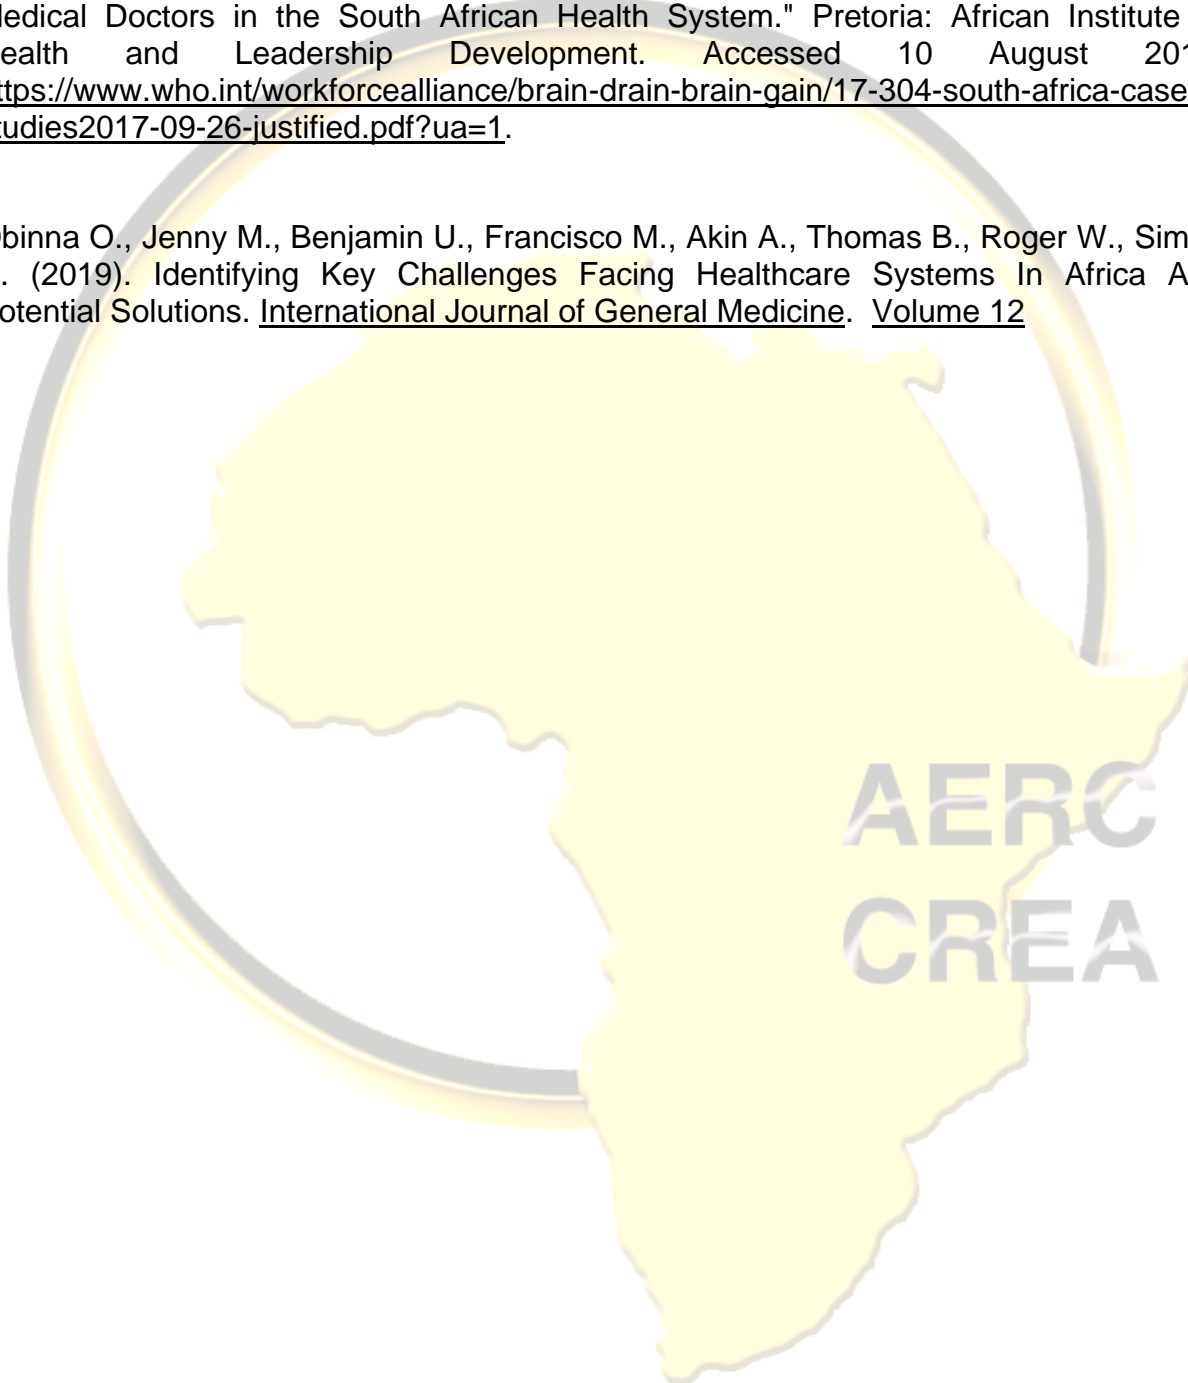 edical Doctors in the South African Health System." Pretoria: African Institute
ealth and Leadership Development. Accessed 10 August 201
ttps://www.who.int/workforcealliance/brain-drain-brain-gain/17-304-south-africa-case
tudies2017-09-26-justified.pdf?ua=1.
binna O., Jenny M., Benjamin U., Francisco M., Akin A., Thomas B., Roger W., Sim
. (2019). Identifying Key Challenges Facing Healthcare Systems In Africa A
otential Solutions. International Journal of General Medicine. Volume 12
AERC
CREA